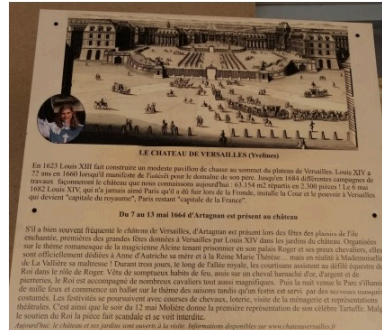 LE CHATEAU DE VERSAILLES (Yvelines)
En 1623 Louis XIII fait construire un modeste pavillon de chasse au sommet du plateau de Versailles. Louis XIV a
22 ans en 1660 lorsqu'il manifeste de l'intérêt pour le domaine de son père. Jusqu'en 1684 différentes campagnes de
travaux façonneront le château que nous connaissons aujourd'hui : 63.154 m2 répartis en 2.300 pièces ! Le 6 mai
1682 Louis XIV, qui n'a jamais aimé Paris qu'il a dû fuir lors de la Fronde, installe la Cour et le pouvoir à Versailles
qui devient "capitale du royaume", Paris restant "capitale de la France".
Du 7 au 13 mai 1664 d'Artagnan est présent au château
S'il a bien souvent fréquenté le château de Versailles, d'Artagnan est présent lors des fêtes des plaisirs de l'île
enchantée, premières des grandes fêtes données à Versailles par Louis XIV dans les jardins du château. Organisées
sur le thème romanesque de la magicienne Alcine tenant prisonnier en son palais Roger et ses preux chevaliers, elles
sont officiellement dédiées à Anne d'Autriche sa mère et à la Reine Marie Thérèse... mais en réalité à Mademoiselle
de La Vallière sa maîtresse ! Durant trois jours, le long de l'allée royale, les courtisans assistent au défilé équestre du
Roi dans le rôle de Roger. Vêtu de somptueux habits de feu, assis sur un cheval harnaché d'or, d'argent et de
pierreries, le Roi est accompagné de nombreux cavaliers tout aussi magnifiques. Puis la nuit venue le Parc s'illumine
de mille feux et commence un ballet sur le thème des saisons tandis qu'un festin est servi par des serveurs masqués
costumés. Les festivités se poursuivent avec courses de chevaux, loterie, visite de la ménagerie et représentations
théâtrales. C'est ainsi que le soir du 12 mai Molière donne la première représentation de son célèbre Tartuffe. Malgré
le soutien du Roi la pièce fait scandale et se voit interdite.
Aujourd'hui le château et ses jardins sont ouverts à la visite. Informations disponibles sur www.chateauversailles.fr